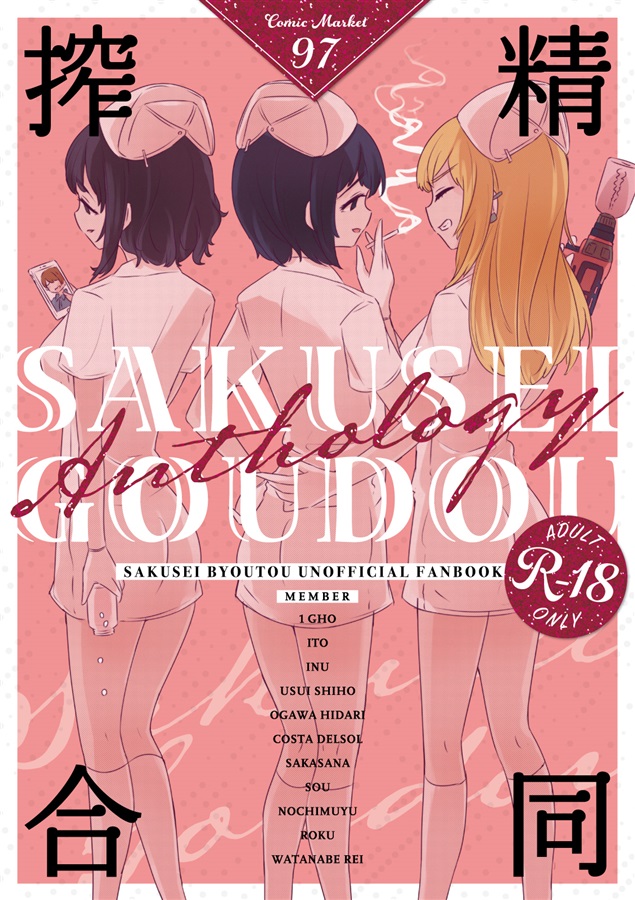 Comic Market
97
搾精
SAKUSEI
Anthology
GOUDOU
SAKUSEI BYOUTOU UNOFFICIAL FANBOOK
ADULT
R-18
ONLY
MEMBER
1 GHO
ITO
INU
USUI SHIHO
OGAWA HIDARI
COSTA DELSOL
SAKASANA
SOU
NOCHIMUYU
ROKU
WATANABE REI
合同